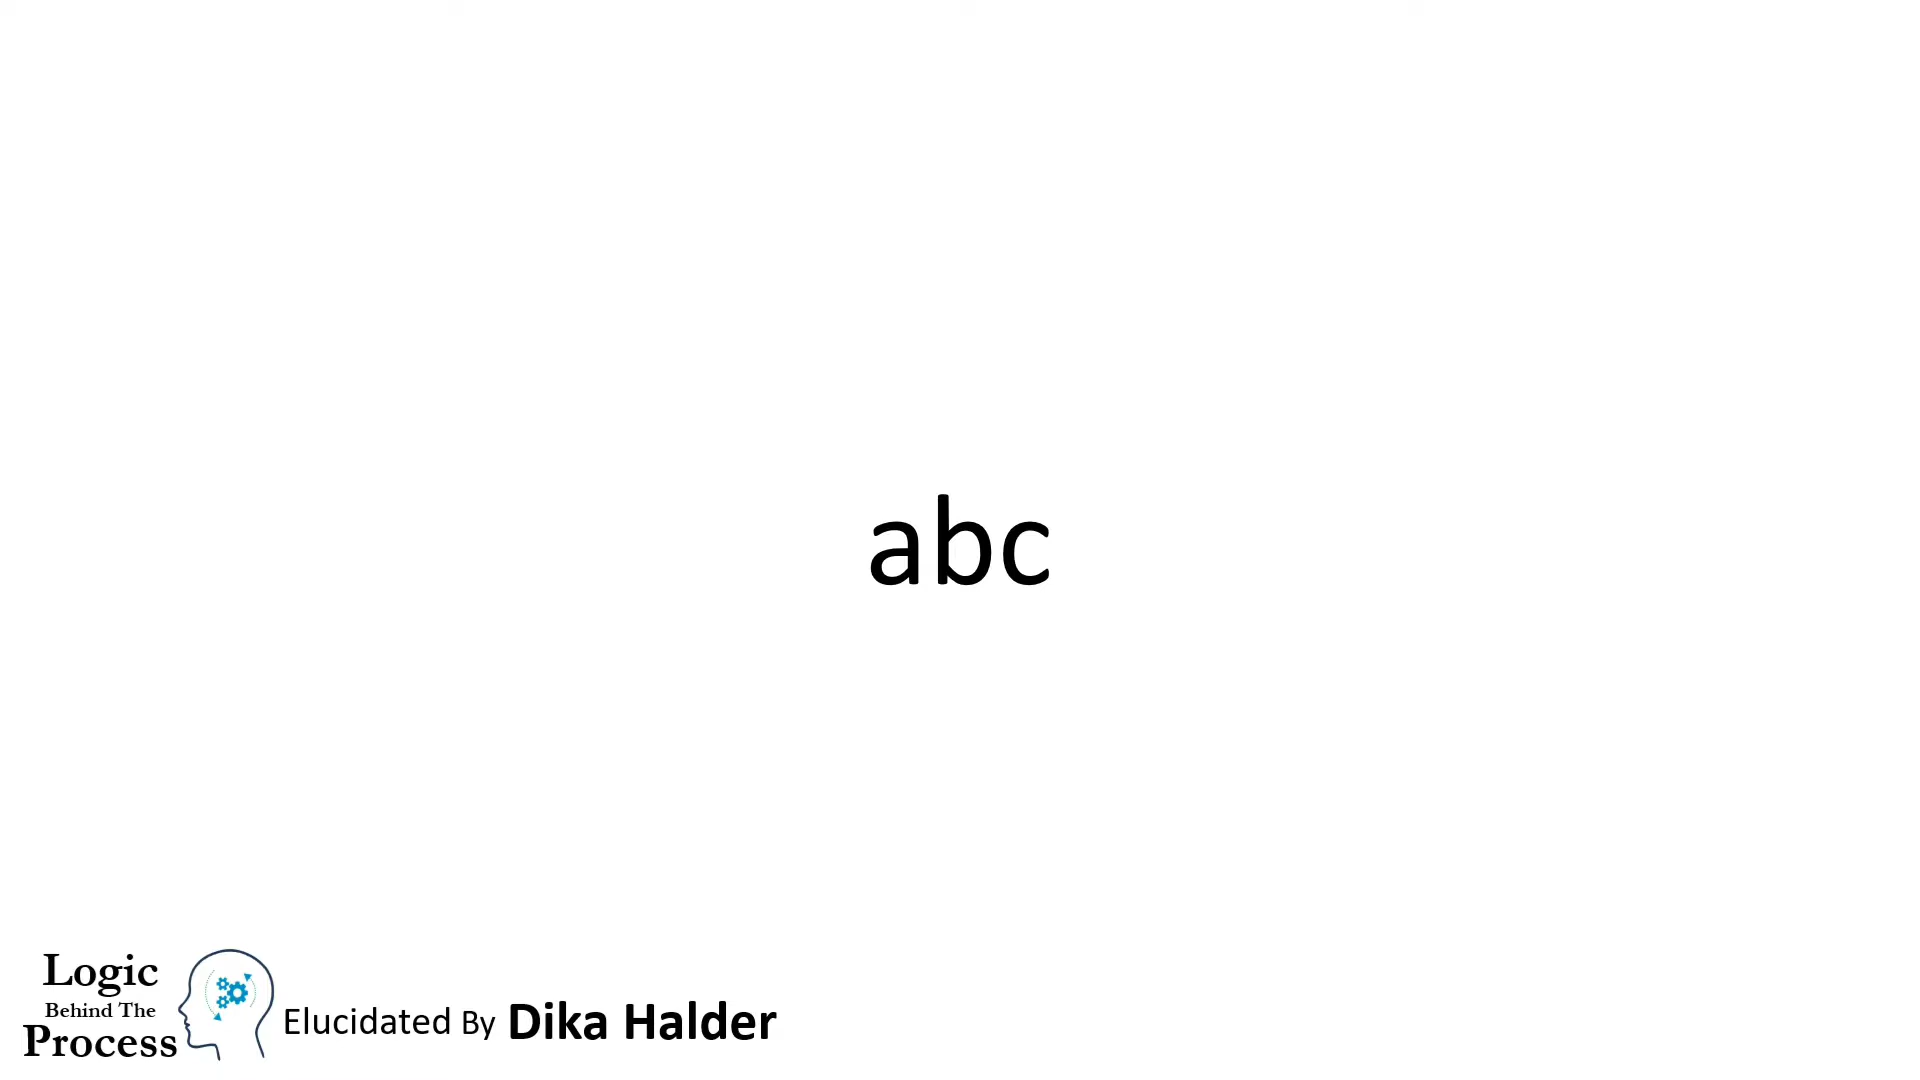 abc
Logic
Behind The
Process
Elucidated By Dika Halder